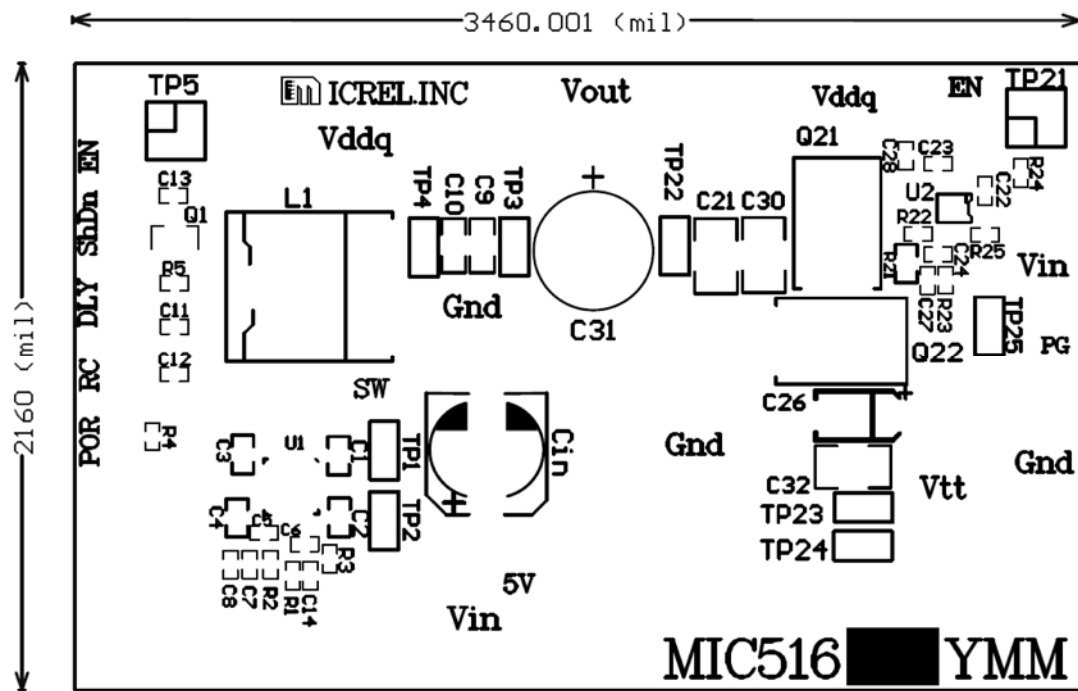 3460.001 (mil)
2160 (mil)
TP5
ICREL.INC
Vout
EN
TP21
Vddq
Vddq
Q21
EN
C13
Q1
L1
TP4
C10
C9
TP3
TP22
C21
C30
C28
C23
R24
U2
C22
ShDn
R22
R25
R5
R21
C24
Vin
DLY
C11
Gnd
C31
C27
R23
TP25
PG
Q22
RC
C12
SW
C26
POR
R4
C3
U1
C1
TP1
Cin
Gnd
Gnd
C32
Vtt
C4
C5
C6
C2
TP2
TP23
R3
TP24
C8
C7
R2
R1
C14
5V
Vin
MIC516
YMM